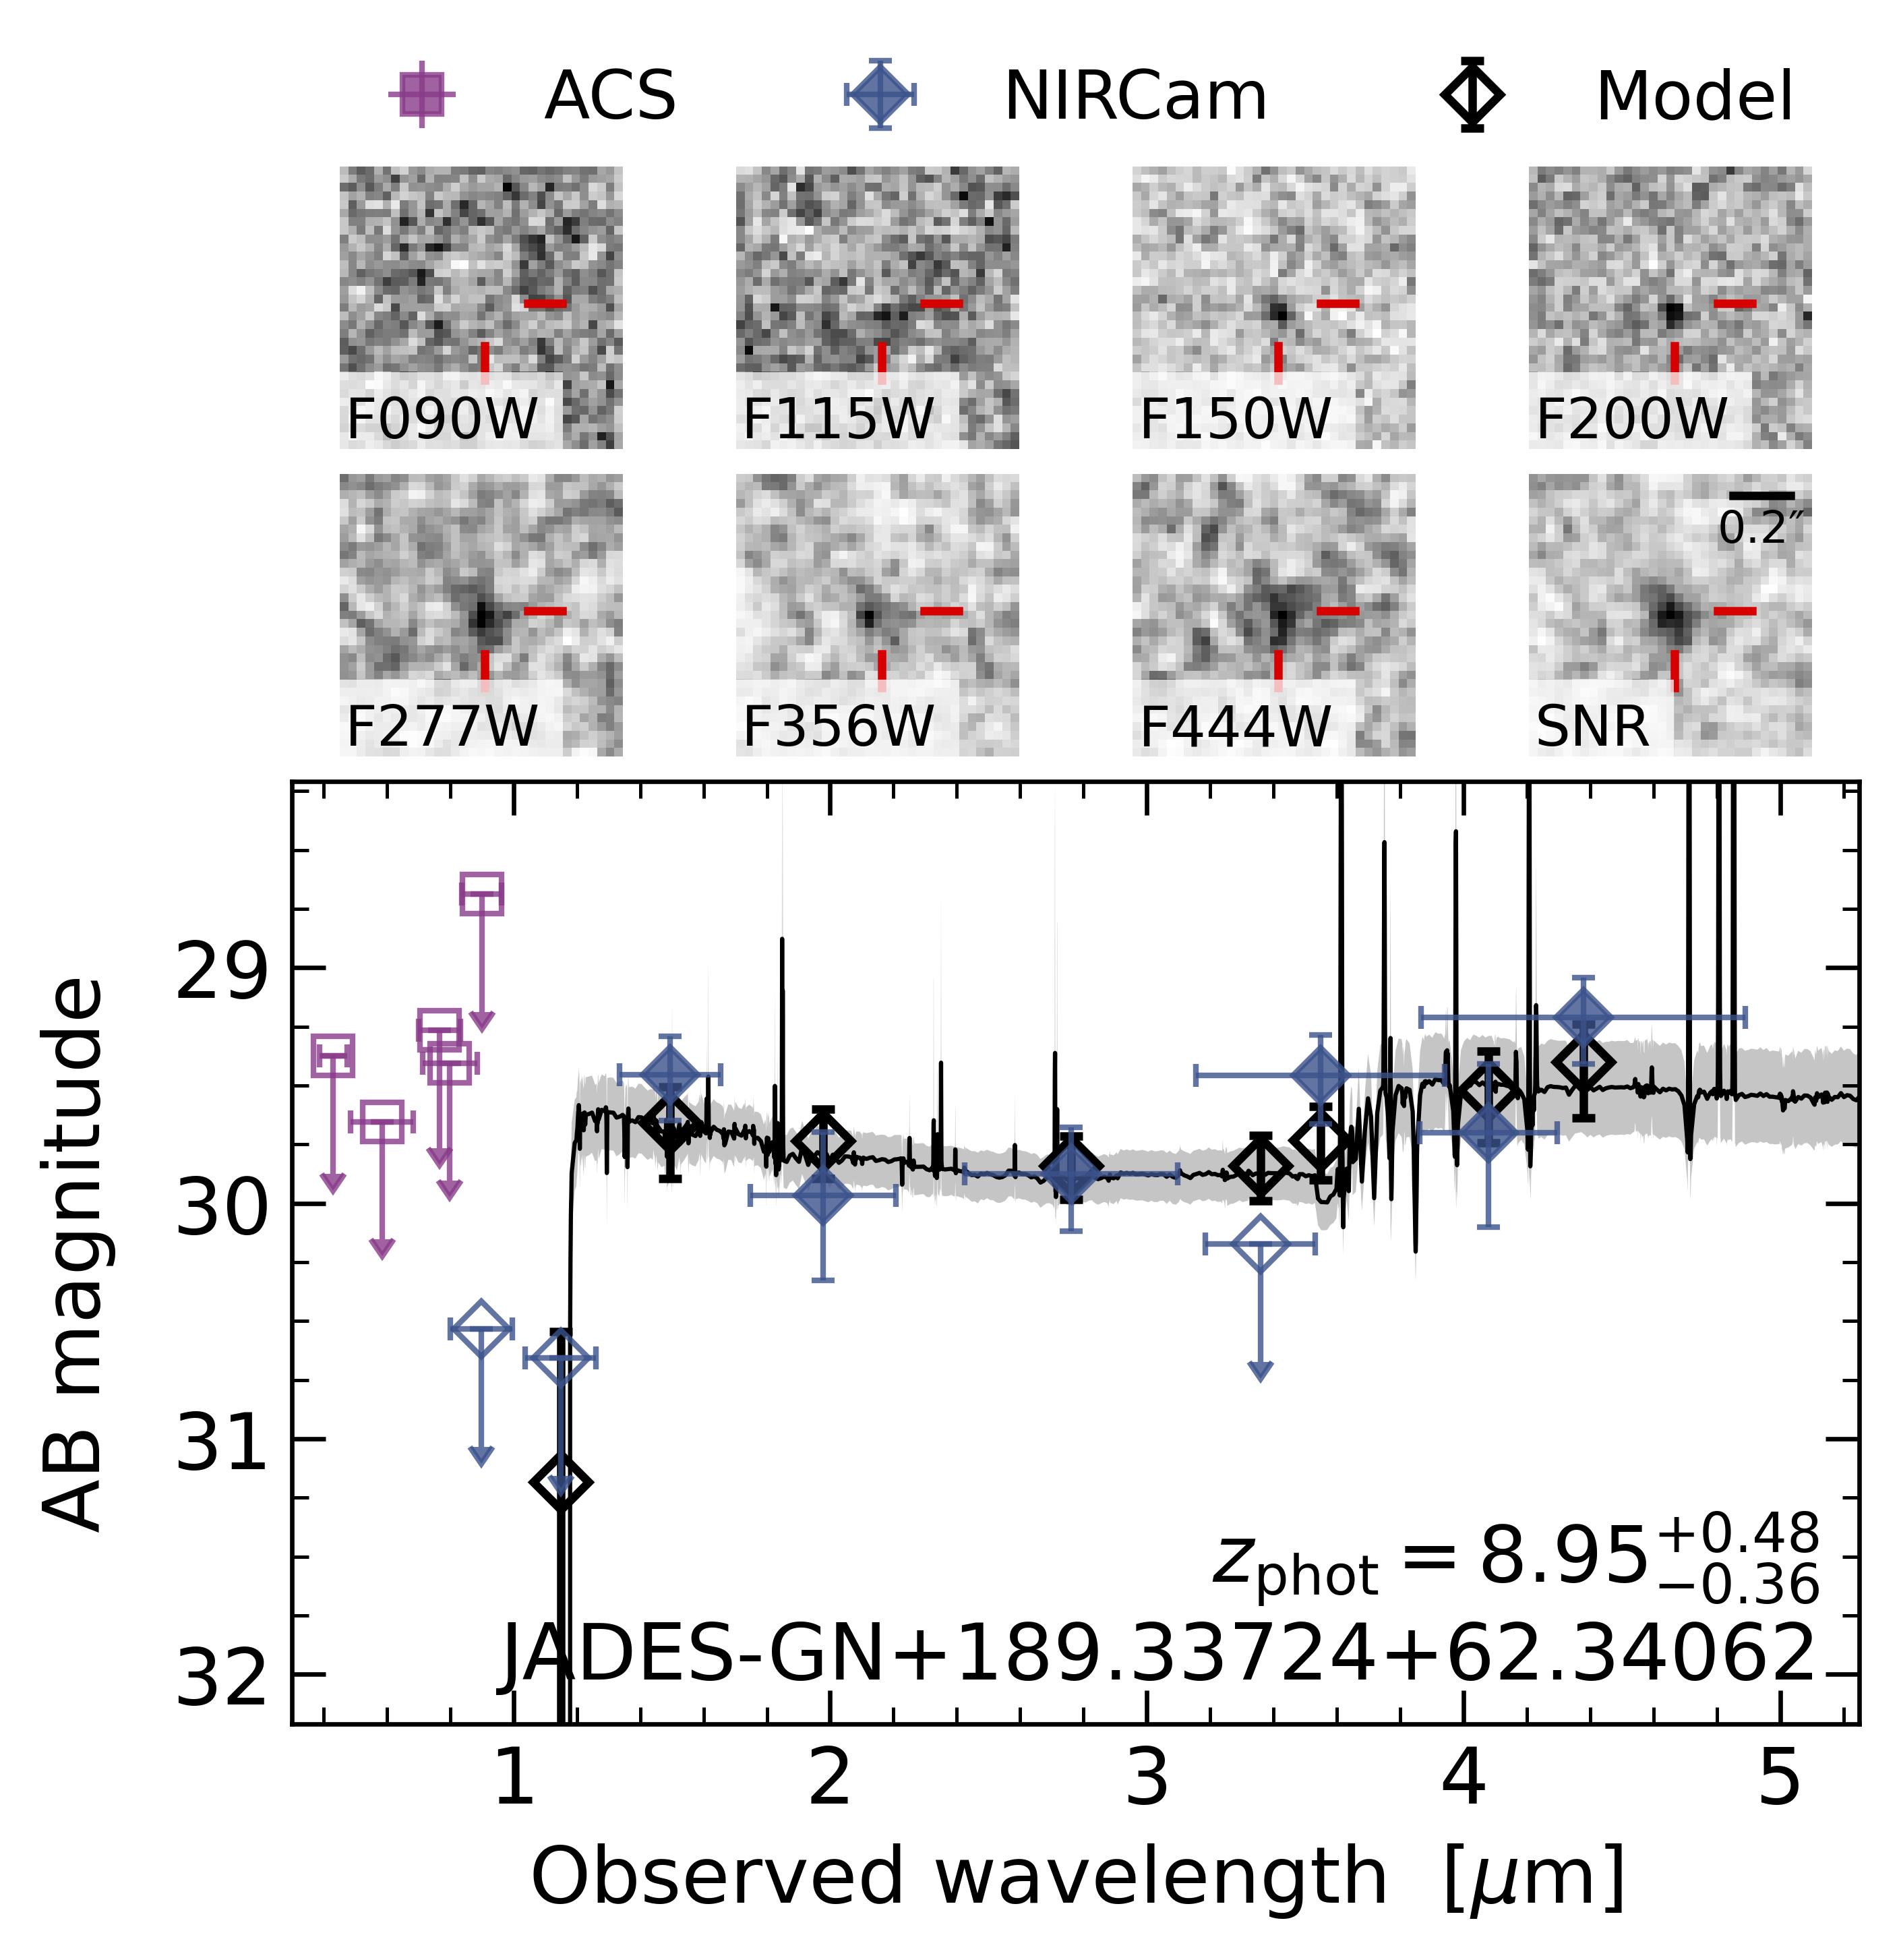 ACS NIRCam Model
F090W F115W F150W F200W
0.2″
F277W F356W F444W SNR
29
30
31
32
AB magnitude
z_phot = 8.95^{+0.48}_{−0.36}
JADES-GN+189.33724+62.34062
1 2 3 4 5
Observed wavelength [μm]